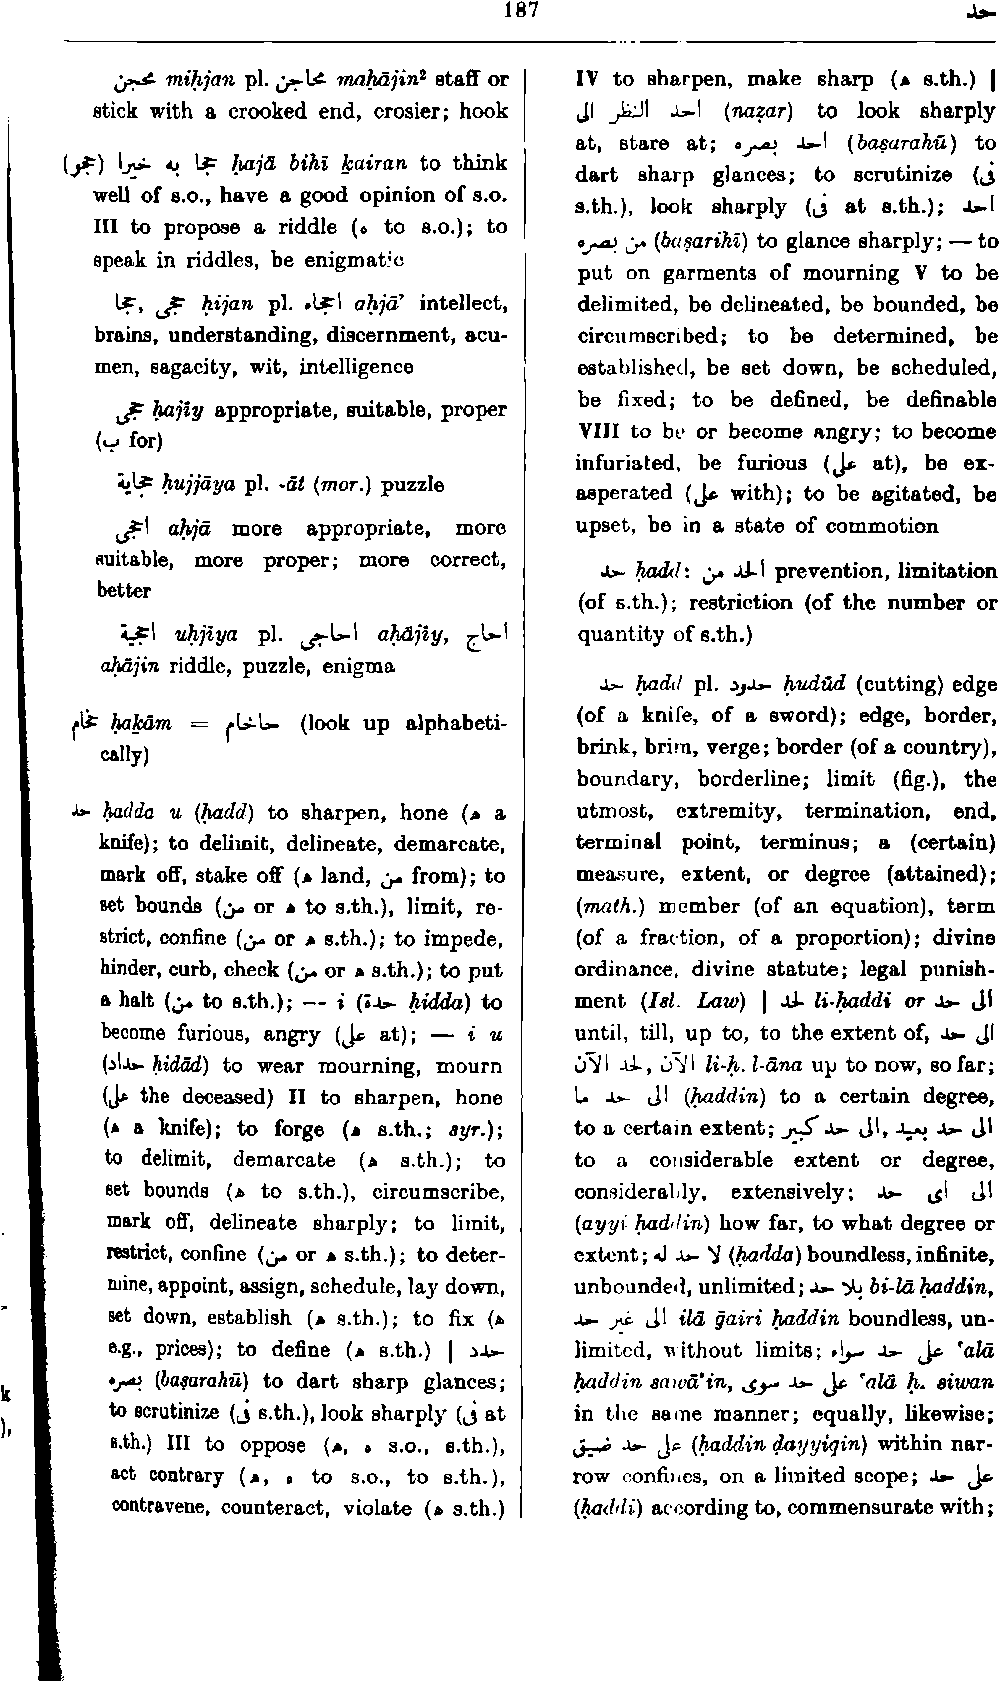 187
حد
محجن miḥjan pl. محاجن maḥājin² staff or
stick with a crooked end, crosier; hook
(حجو) حجا به خيرا ḥajā bihī ḵairan to think
well of s.o., have a good opinion of s.o.
III to propose a riddle (ه to s.o.); to
speak in riddles, be enigmatic
حجى ,حجا ḥijan pl. احجاء aḥjā’ intellect,
brains, understanding, discernment, acu-
men, sagacity, wit, intelligence
حجى ḥajīy appropriate, suitable, proper
(ب for)
حجاية ḥujjāya pl. -āt (mor.) puzzle
احجى aḥjā more appropriate, more
suitable, more proper; more correct,
better
احجية uḥjīya pl. احاجى aḥājīy, احاج
aḥājin riddle, puzzle, enigma
حخام ḥaḵām = حاخام (look up alphabeti-
cally)
حد ḥadda u (ḥadd) to sharpen, hone (ه a
knife); to delimit, delineate, demarcate,
mark off, stake off (ه land, من from); to
set bounds (من or ه to s.th.), limit, re-
strict, confine (من or ه s.th.); to impede,
hinder, curb, check (من or ه s.th.); to put
a halt (من to s.th.); — i (حدة ḥidda) to
become furious, angry (على at); — i u
(حداد ḥidād) to wear mourning, mourn
(على the deceased) II to sharpen, hone
(ه a knife); to forge (ه s.th.; syr.);
to delimit, demarcate (ه s.th.); to
set bounds (ه to s.th.), circumscribe,
mark off, delineate sharply; to limit,
restrict, confine (من or ه s.th.); to deter-
mine, appoint, assign, schedule, lay down,
set down, establish (ه s.th.); to fix (ه
e.g., prices); to define (ه s.th.) | حدد
بصره (baṣarahū) to dart sharp glances;
to scrutinize (فى s.th.), look sharply (فى at
s.th.) III to oppose (ه, ه s.o., s.th.),
act contrary (ه, ه to s.o., to s.th.),
contravene, counteract, violate (ه s.th.)
IV to sharpen, make sharp (ه s.th.) |
احد النظر الى (naẓar) to look sharply
at, stare at; احد بصره (baṣarahū) to
dart sharp glances; to scrutinize (فى
s.th.), look sharply (فى at s.th.); احد
من بصره (baṣarihī) to glance sharply; — to
put on garments of mourning V to be
delimited, be delineated, be bounded, be
circumscribed; to be determined, be
established, be set down, be scheduled,
be fixed; to be defined, be definable
VIII to be or become angry; to become
infuriated, be furious (على at), be ex-
asperated (على with); to be agitated, be
upset, be in a state of commotion
حد ḥadd: الحد من prevention, limitation
(of s.th.); restriction (of the number or
quantity of s.th.)
حد ḥadd pl. حدود ḥudūd (cutting) edge
(of a knife, of a sword); edge, border,
brink, brim, verge; border (of a country),
boundary, borderline; limit (fig.), the
utmost, extremity, termination, end,
terminal point, terminus; a (certain)
measure, extent, or degree (attained);
(math.) member (of an equation), term
(of a fraction, of a proportion); divine
ordinance, divine statute; legal punish-
ment (Isl. Law) | لحد li-ḥaddi or الى حد
until, till, up to, to the extent of, الى حد
الآن ,لحد الآن li-ḥ. l-āna up to now, so far;
الى حد ما (ḥaddin) to a certain degree,
to a certain extent; الى حد بعيد ,الى حد كبير
to a considerable extent or degree,
considerably, extensively; الى اى حد
(ayyi ḥaddin) how far, to what degree or
extent; لا حد له (ḥadda) boundless, infinite,
unbounded, unlimited; بلا حد bi-lā ḥaddin,
الى غير حد ilā ḡairi ḥaddin boundless, un-
limited, without limits; على حد سواء ‘alā
ḥaddin sawā’in, على حد سوى ‘alā ḥ. siwan
in the same manner; equally, likewise;
على حد ضيق (ḥaddin ḍayyiqin) within nar-
row confines, on a limited scope; على حد
(ḥaddi) according to, commensurate with;
k
),